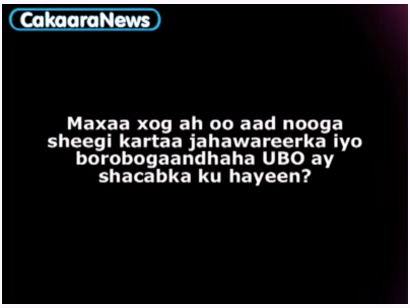 CakaaraNews
Maxaa xog ah oo aad nooga
sheegi kartaa jahawareerka iyo
borobogaandhaha UBO ay
shacabka ku hayeen?